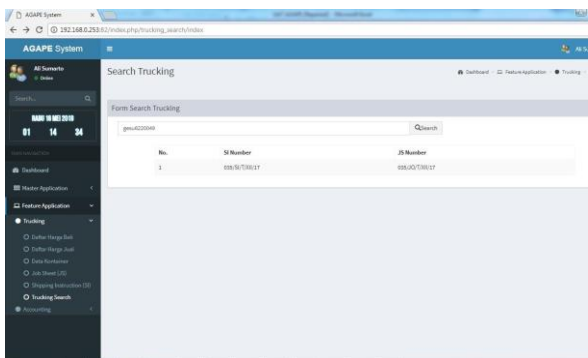 AGAPE System
192.168.0.253:82/index.php/trucking_search/index
AGAPE System
Ali Sumarto
Online
Search Trucking
Dashboard
Feature Application
Trucking
Search...
RABU 16 MEI 2018
01 14 34
Form Search Trucking
Search
No. SI Number JS Number
1
Dashboard
Master Application
Feature Application
Trucking
Daftar Harga Beli
Daftar Harga Jual
Data Kontainer
Job Sheet (JS)
Shipping Instruction (SI)
Trucking Search
Accounting